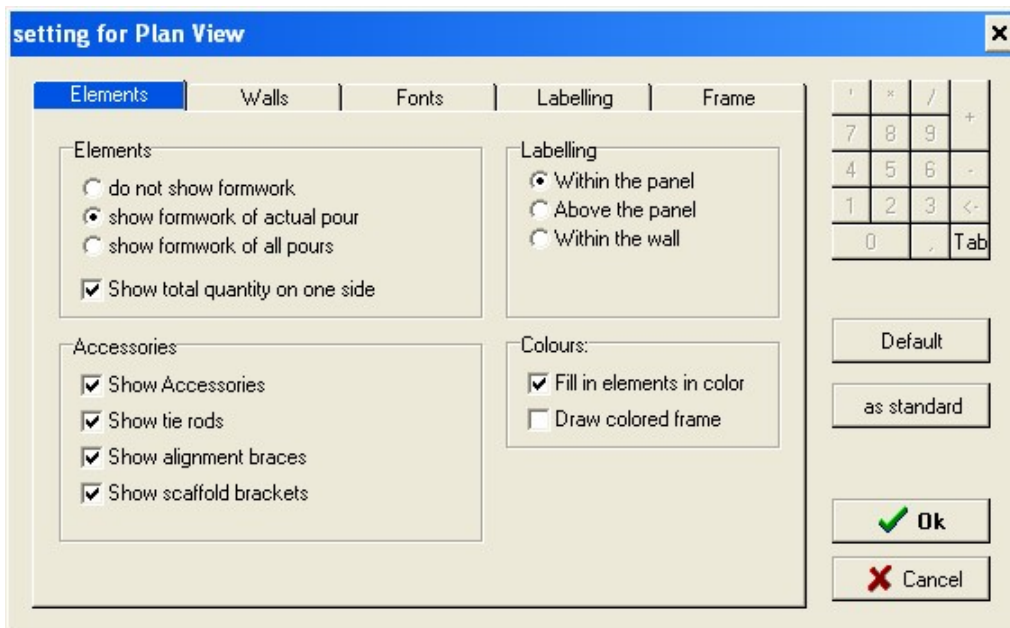 setting for Plan View
Elements
Walls
Fonts
Labelling
Frame
Elements
do not show formwork
show formwork of actual pour
show formwork of all pours
Show total quantity on one side
Labelling
Within the panel
Above the panel
Within the wall
Accessories
Show Accessories
Show tie rods
Show alignment braces
Show scaffold brackets
Colours:
Fill in elements in color
Draw colored frame
' * / +
7 8 9
4 5 6 -
1 2 3 <-
0 , Tab
Default
as standard
Ok
Cancel